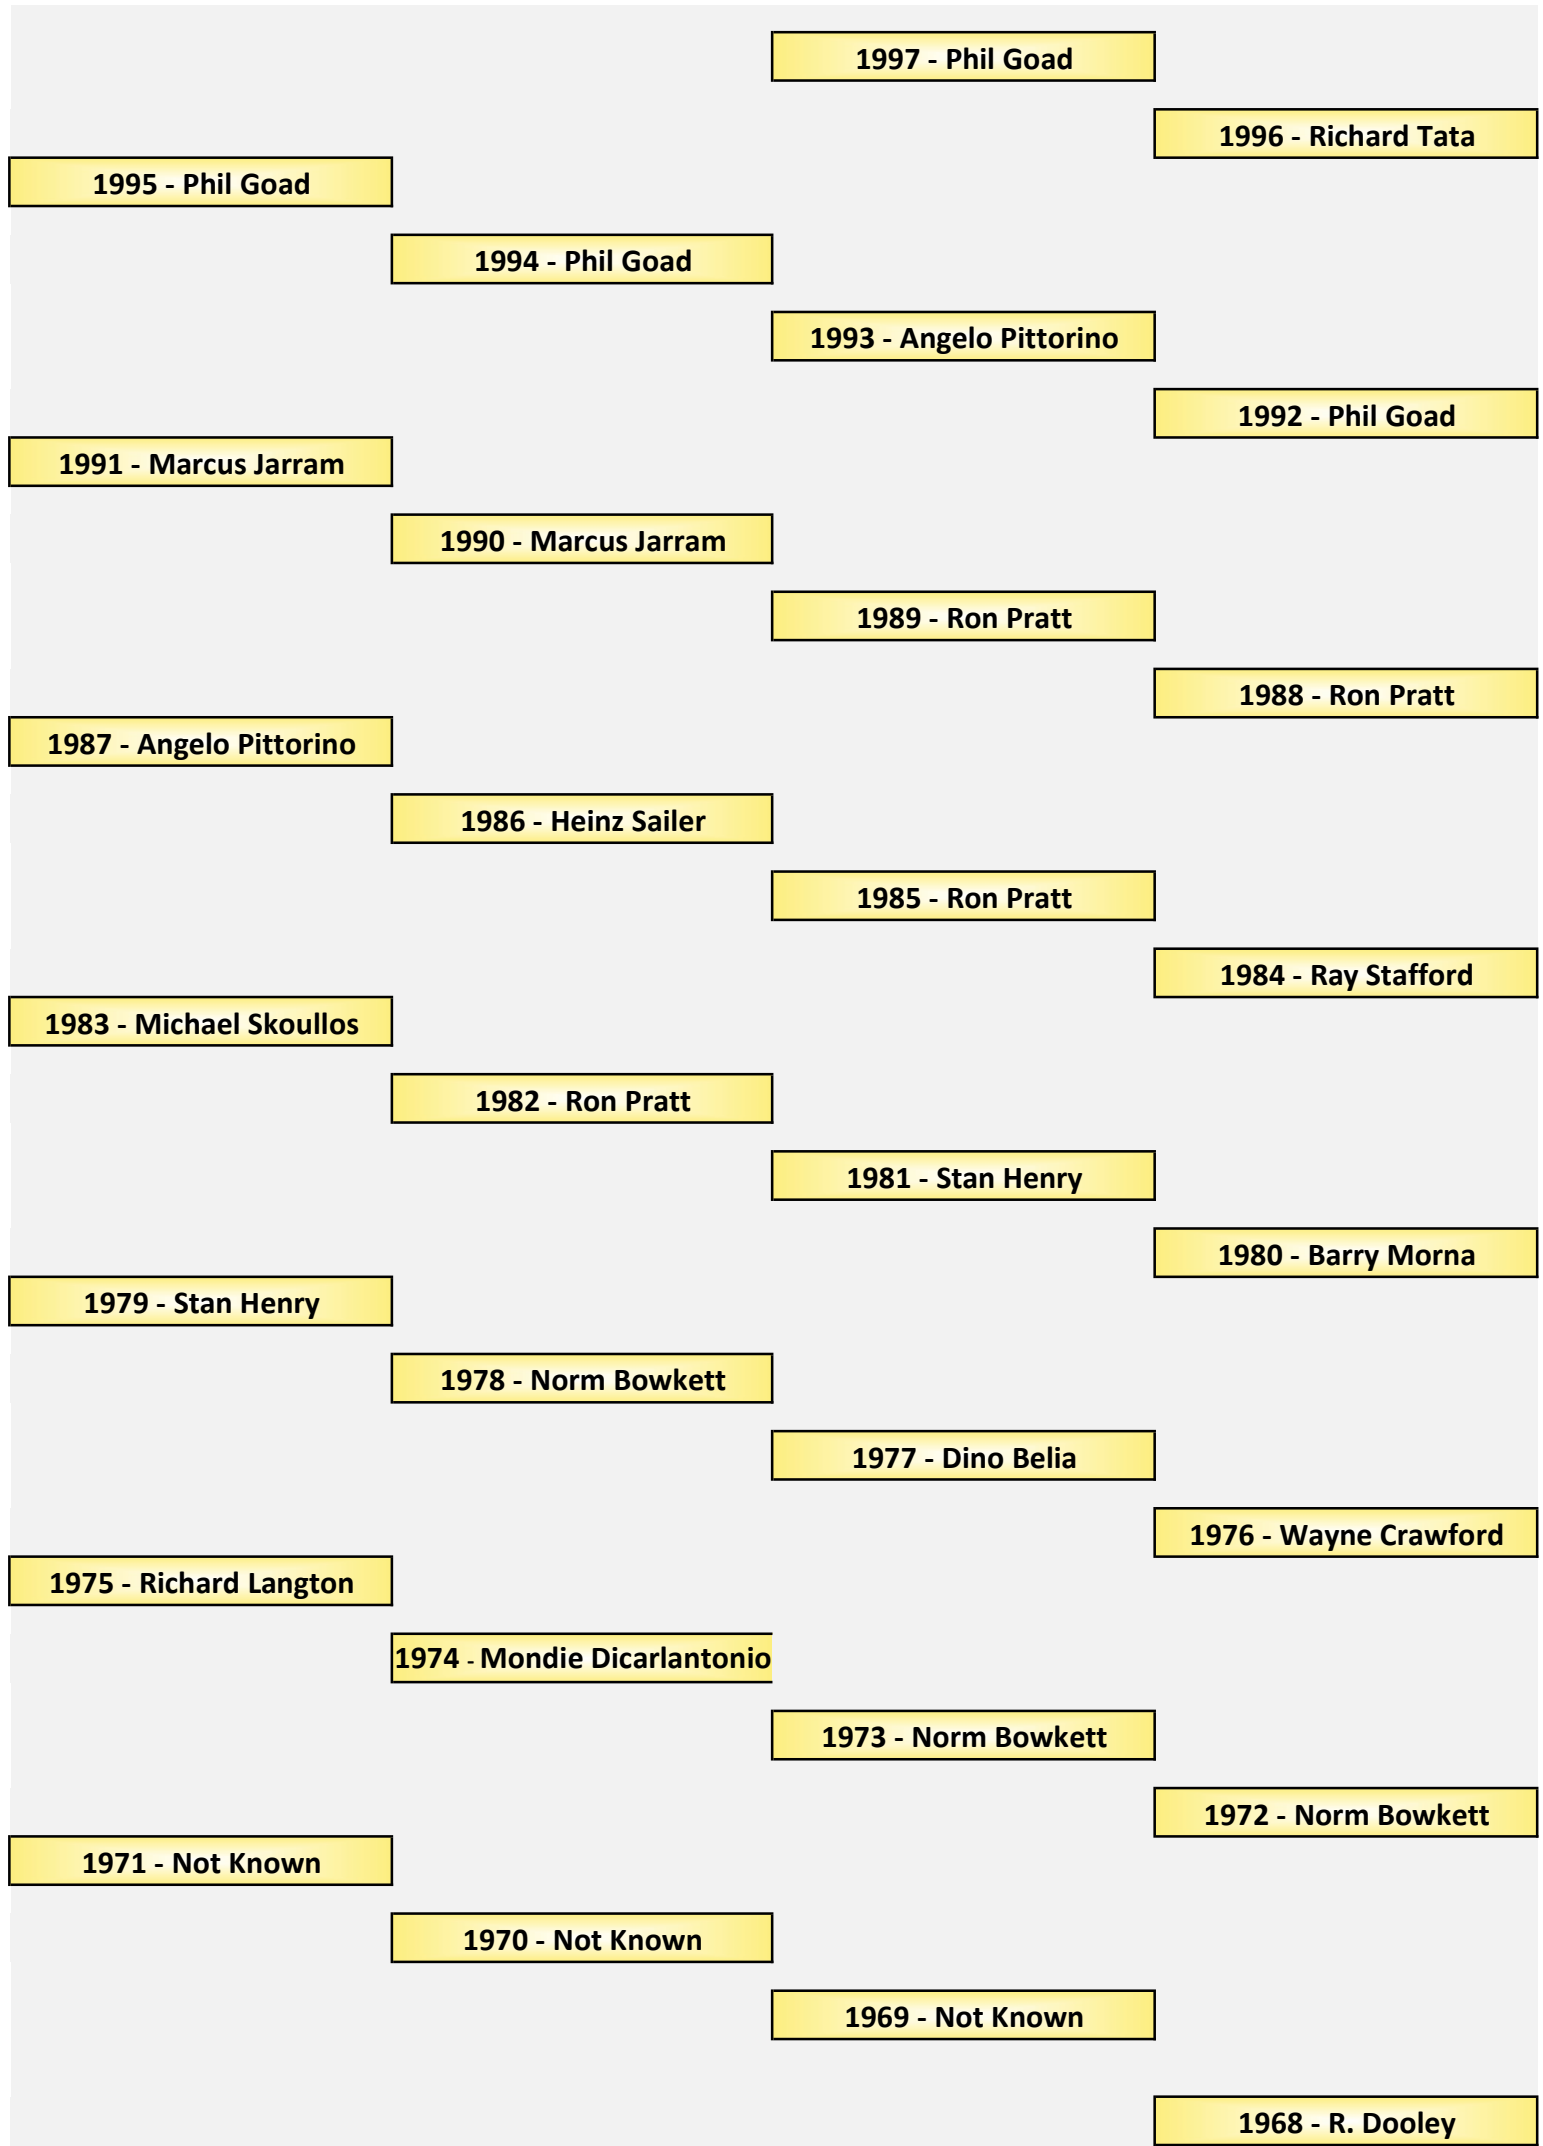 1997 - Phil Goad
1996 - Richard Tata
1995 - Phil Goad
1994 - Phil Goad
1993 - Angelo Pittorino
1992 - Phil Goad
1991 - Marcus Jarram
1990 - Marcus Jarram
1989 - Ron Pratt
1988 - Ron Pratt
1987 - Angelo Pittorino
1986 - Heinz Sailer
1985 - Ron Pratt
1984 - Ray Stafford
1983 - Michael Skoullos
1982 - Ron Pratt
1981 - Stan Henry
1980 - Barry Morna
1979 - Stan Henry
1978 - Norm Bowkett
1977 - Dino Belia
1976 - Wayne Crawford
1975 - Richard Langton
1974 - Mondie Dicarlantonio
1973 - Norm Bowkett
1972 - Norm Bowkett
1971 - Not Known
1970 - Not Known
1969 - Not Known
1968 - R. Dooley